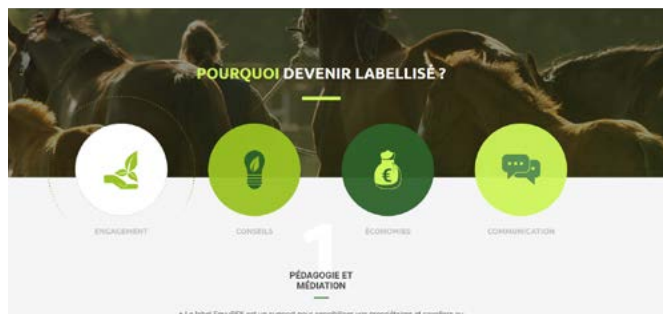 POURQUOI DEVENIR LABELLISÉ ?
ENGAGEMENT
CONSEILS
€
ÉCONOMIES
COMMUNICATION
1
PÉDAGOGIE ET
MÉDIATION